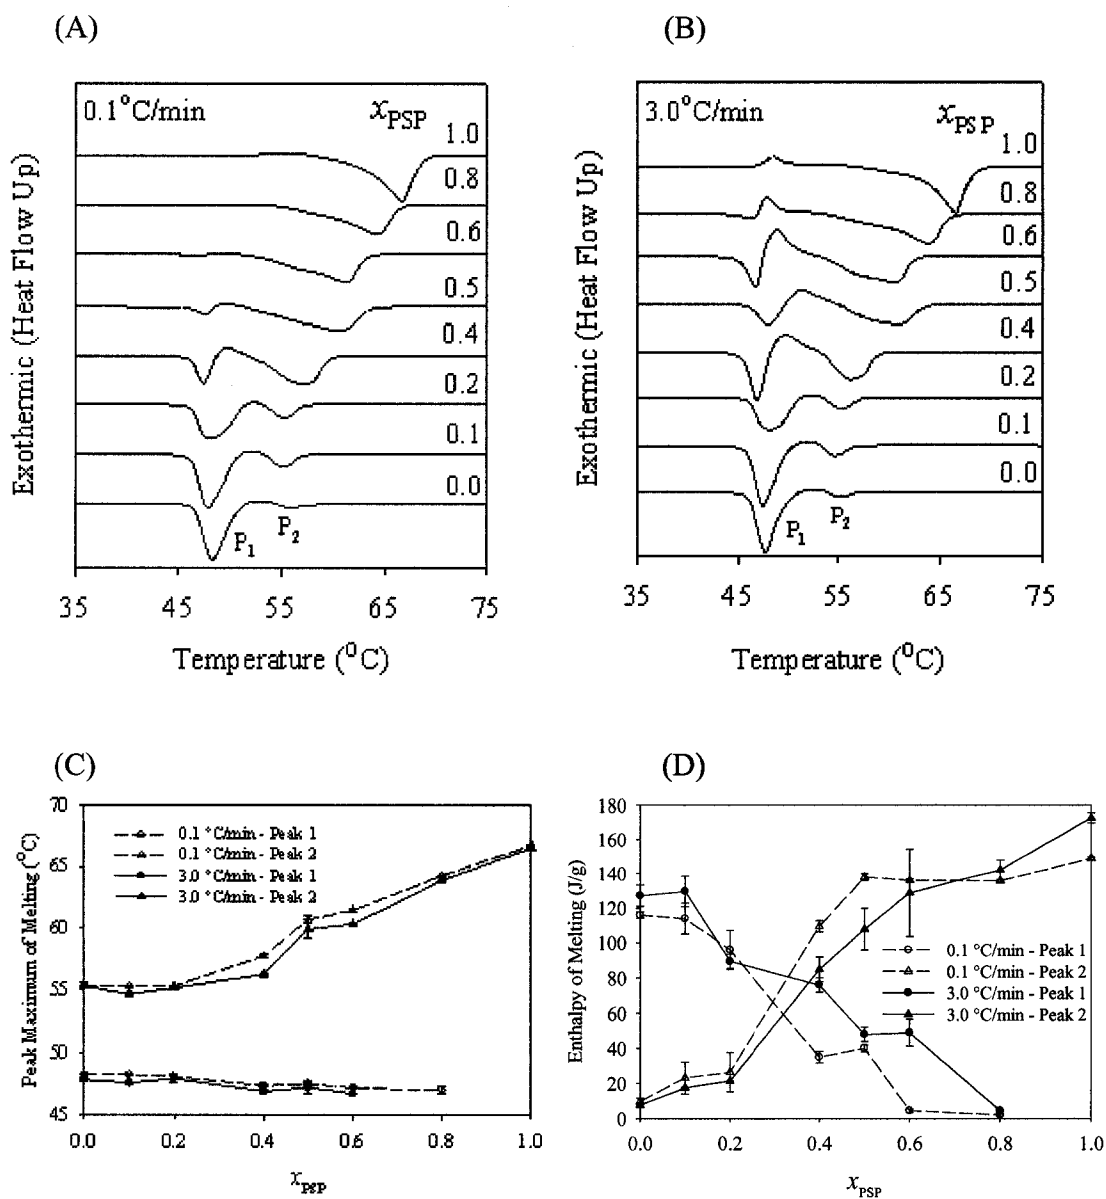 (A)
0.1°C/min
xPSP
1.0
0.8
0.6
0.5
0.4
0.2
0.1
0.0
P1
P2
Exothermic (Heat Flow Up)
35 45 55 65 75
Temperature (°C)
(B)
3.0°C/min
xPSP
1.0
0.8
0.6
0.5
0.4
0.2
0.1
0.0
P1
P2
Exothermic (Heat Flow Up)
35 45 55 65 75
Temperature (°C)
(C)
70
65
60
55
50
45
Peak Maximum of Melting (°C)
0.1 °C/min - Peak 1
0.1 °C/min - Peak 2
3.0 °C/min - Peak 1
3.0 °C/min - Peak 2
0.0 0.2 0.4 0.6 0.8 1.0
xPSP
(D)
180
160
140
120
100
80
60
40
20
0
Enthalpy of Melting (J/g)
0.1 °C/min - Peak 1
0.1 °C/min - Peak 2
3.0 °C/min - Peak 1
3.0 °C/min - Peak 2
0.0 0.2 0.4 0.6 0.8 1.0
xPSP